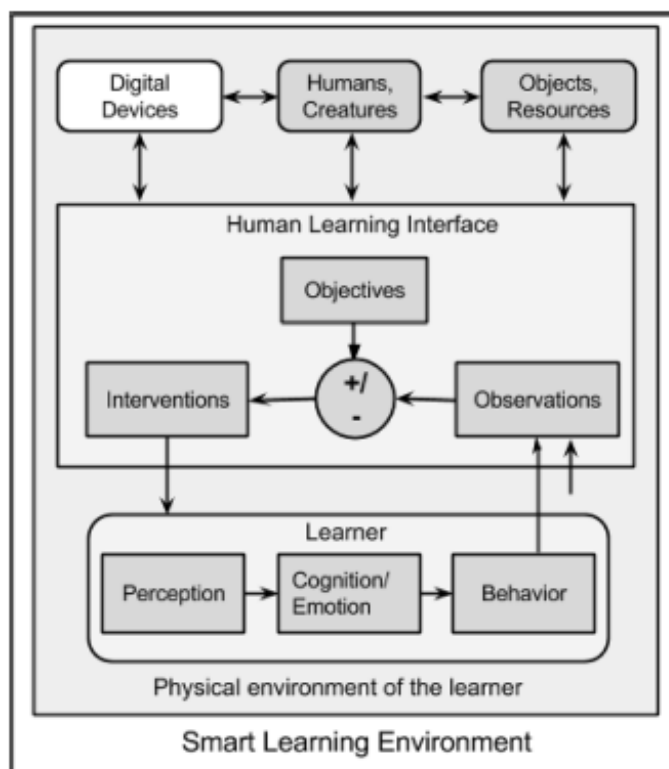 Digital
Devices
Humans,
Creatures
Objects,
Resources
Human Learning Interface
Objectives
Interventions
+/
-
Observations
Learner
Perception
Cognition/
Emotion
Behavior
Physical environment of the learner
Smart Learning Environment